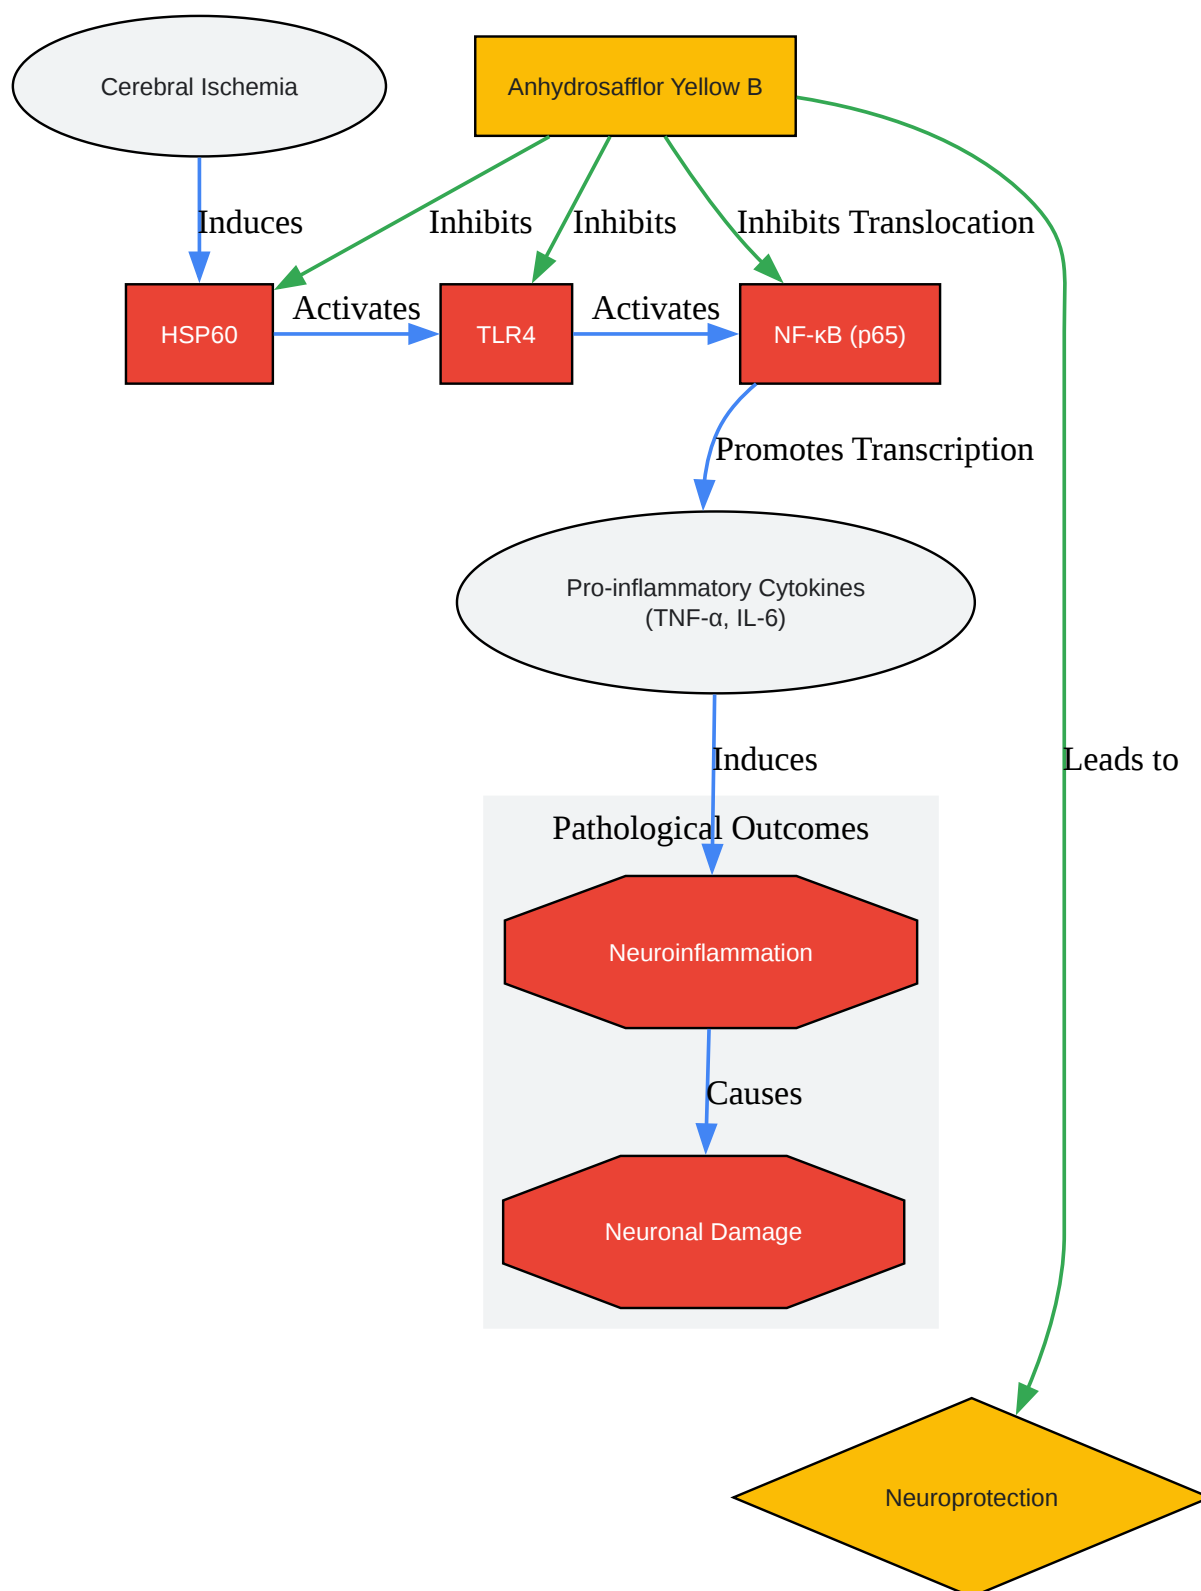 Cerebral Ischemia
Anhydrosafflor Yellow B
Induces
Inhibits
Inhibits
Inhibits Translocation
HSP60
Activates
TLR4
Activates
NF-κB (p65)
Promotes Transcription
Pro-inflammatory Cytokines
(TNF-α, IL-6)
Induces
Leads to
Pathological Outcomes
Neuroinflammation
Causes
Neuronal Damage
Neuroprotection